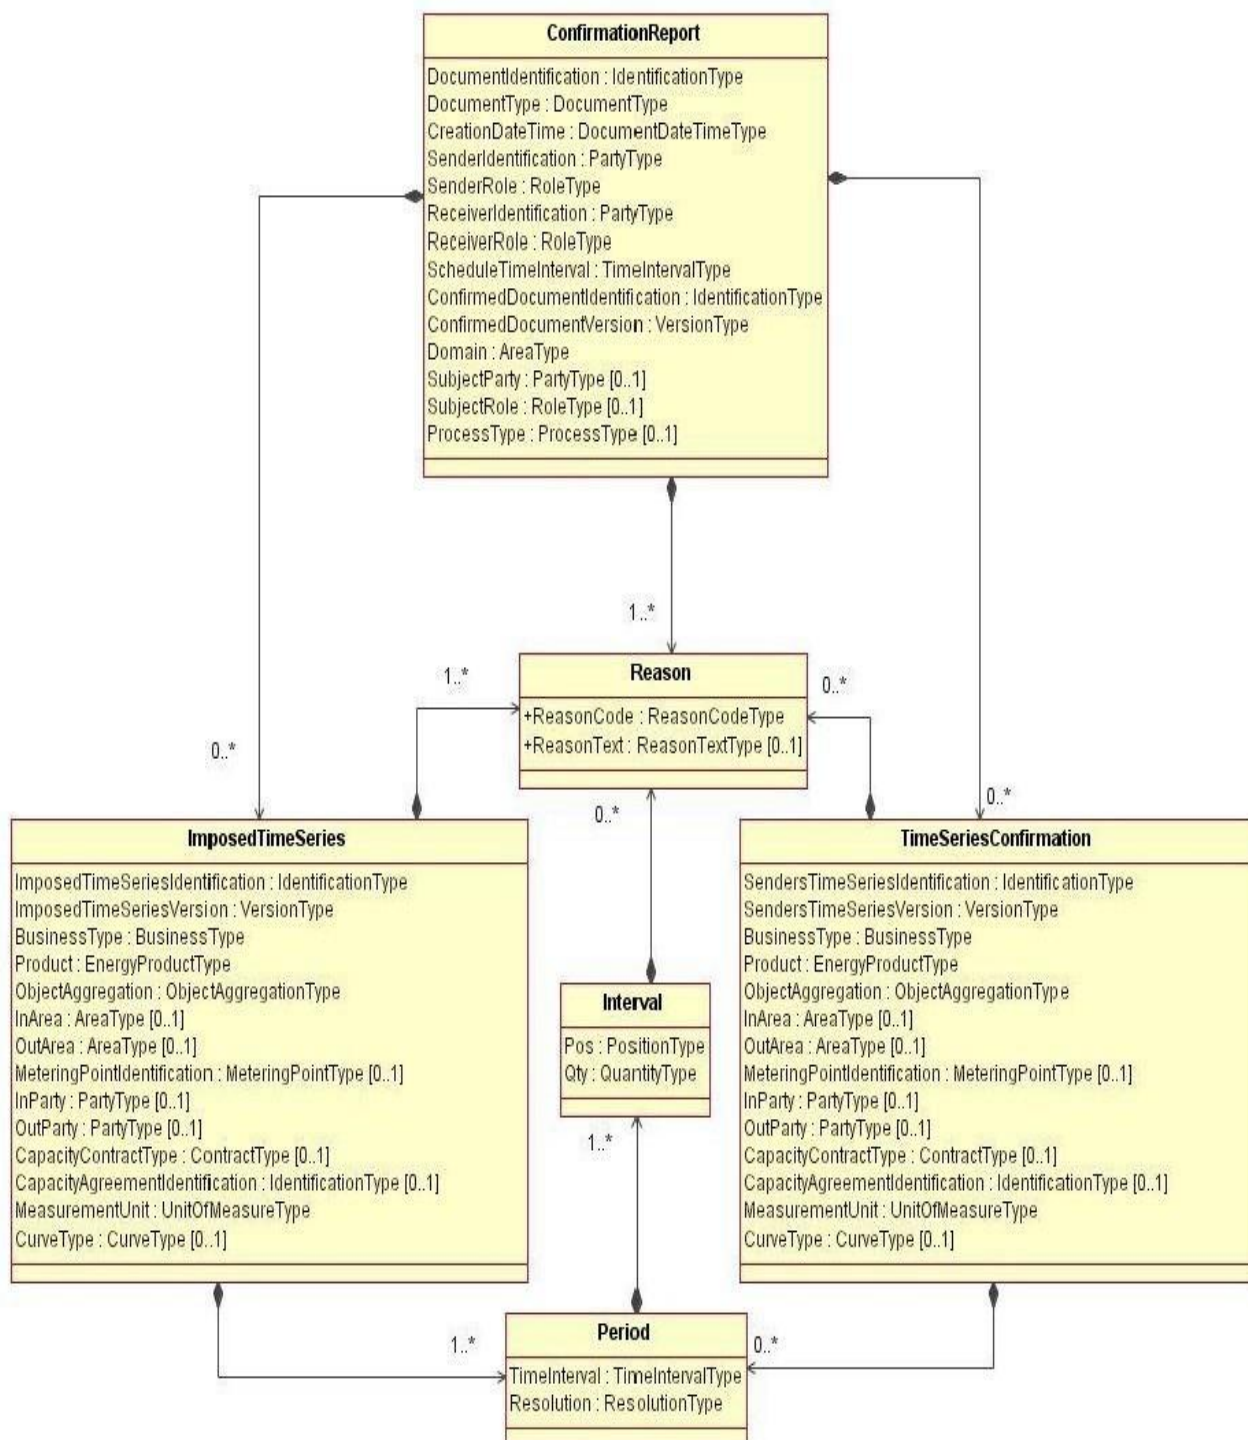 ConfirmationReport
DocumentIdentification : IdentificationType
DocumentType : DocumentType
CreationDateTime : DocumentDateTimeType
SenderIdentification : PartyType
SenderRole : RoleType
ReceiverIdentification : PartyType
ReceiverRole : RoleType
ScheduleTimeInterval : TimeIntervalType
ConfirmedDocumentIdentification : IdentificationType
ConfirmedDocumentVersion : VersionType
Domain : AreaType
SubjectParty : PartyType [0..1]
SubjectRole : RoleType [0..1]
ProcessType : ProcessType [0..1]
1..*
1..*
Reason
0..*
+ReasonCode : ReasonCodeType
+ReasonText : ReasonTextType [0..1]
0..*
0..*
0..*
ImposedTimeSeries
ImposedTimeSeriesIdentification : IdentificationType
ImposedTimeSeriesVersion : VersionType
BusinessType : BusinessType
Product : EnergyProductType
ObjectAggregation : ObjectAggregationType
InArea : AreaType [0..1]
OutArea : AreaType [0..1]
MeteringPointIdentification : MeteringPointType [0..1]
InParty : PartyType [0..1]
OutParty : PartyType [0..1]
CapacityContractType : ContractType [0..1]
CapacityAgreementIdentification : IdentificationType [0..1]
MeasurementUnit : UnitOfMeasureType
CurveType : CurveType [0..1]
Interval
Pos : PositionType
Qty : QuantityType
1..*
TimeSeriesConfirmation
SendersTimeSeriesIdentification : IdentificationType
SendersTimeSeriesVersion : VersionType
BusinessType : BusinessType
Product : EnergyProductType
ObjectAggregation : ObjectAggregationType
InArea : AreaType [0..1]
OutArea : AreaType [0..1]
MeteringPointIdentification : MeteringPointType [0..1]
InParty : PartyType [0..1]
OutParty : PartyType [0..1]
CapacityContractType : ContractType [0..1]
CapacityAgreementIdentification : IdentificationType [0..1]
MeasurementUnit : UnitOfMeasureType
CurveType : CurveType [0..1]
1..*
Period
0..*
TimeInterval : TimeIntervalType
Resolution : ResolutionType